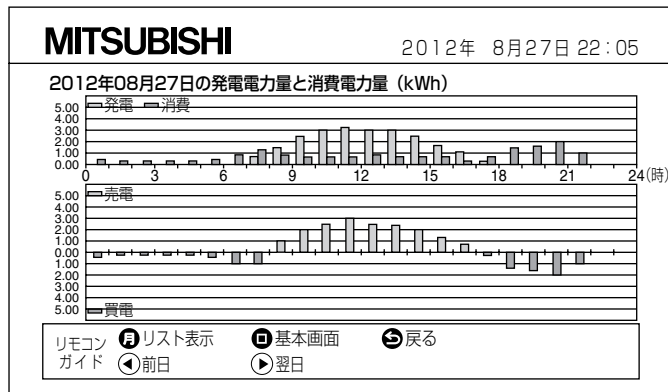 MITSUBISHI
2012年 8月27日 22:05
2012年08月27日の発電電力量と消費電力量（kWh）
発電 消費
5.00
4.00
3.00
2.00
1.00
0.00
0 3 6 9 12 15 18 21 24(時)
売電
5.00
4.00
3.00
2.00
1.00
0.00
1.00
2.00
3.00
4.00
5.00
買電
リモコンガイド
月 リスト表示 基本画面 戻る
前日 翌日